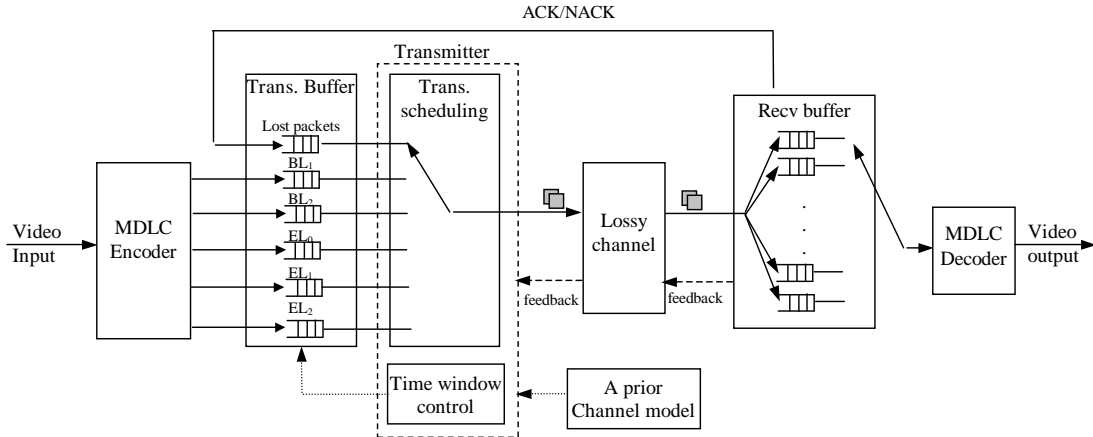 ACK/NACK
Transmitter
Trans. Buffer
Trans.
scheduling
Recv buffer
Lost packets
BL1
BL2
EL0
EL1
EL2
Video
Input
MDLC
Encoder
Lossy
channel
feedback
feedback
.
.
.
.
MDLC
Decoder
Video
output
Time window
control
A prior
Channel model